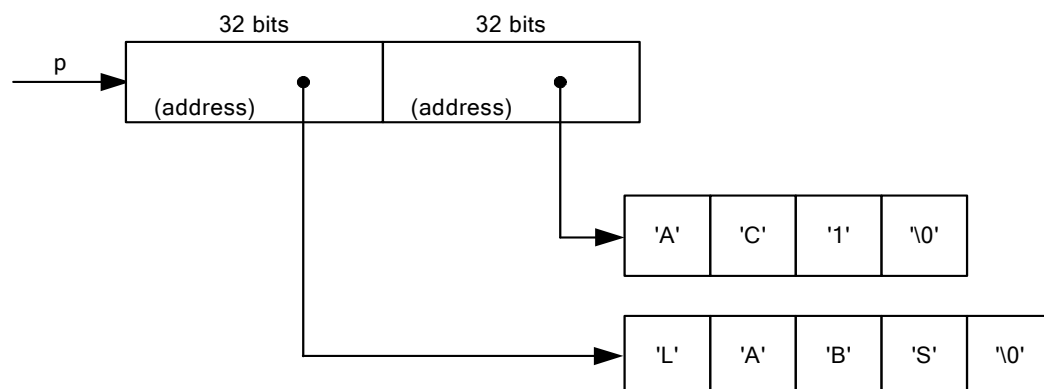 32 bits 32 bits
p
(address) (address)
'A' 'C' '1' '\0'
'L' 'A' 'B' 'S' '\0'